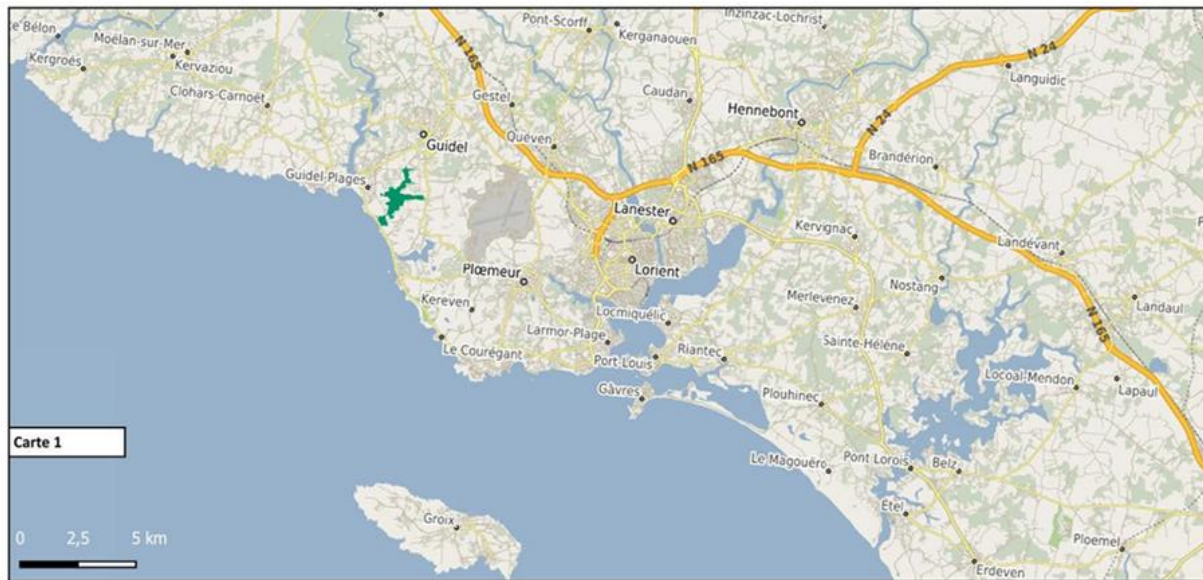 Le Bélon
Moëlan-sur-Mer
Kergroës
Kervaziou
Clohars-Carnoët
N 165
Pont-Scorff
Kerganaouen
Inzinzac-Lochrist
N 24
Languidic
Gestel
Caudan
Hennebont
N 24
Guidel
Quéven
N 165
Brandérion
Guidel-Plages
Lanester
Kervignac
Landévant
Plœmeur
Lorient
Nostang
Kereven
Merlevenez
Landaul
Locmiquélic
N 165
Larmor-Plage
Sainte-Hélène
Le Courégant
Port-Louis
Riantec
Locoal-Mendon
Lapaul
Gâvres
Plouhinec
Carte 1
Le Magouëro
Pont Lorois
Belz
Groix
Étel
Ploemel
Erdeven
0 2,5 5 km